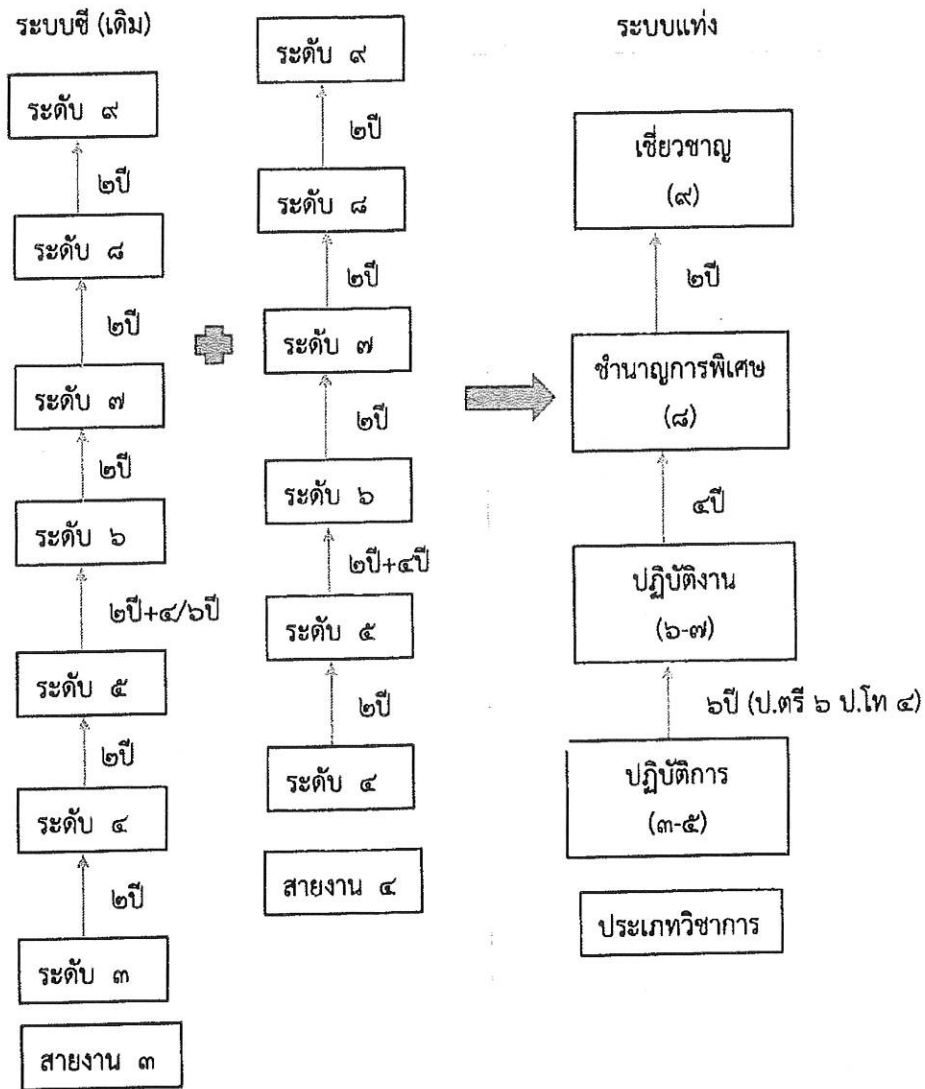 ระบบซี (เดิม)
ระดับ ๙
๒ปี
ระดับ ๘
๒ปี
ระดับ ๗
๒ปี
ระดับ ๖
๒ปี+๔/๖ปี
ระดับ ๕
๒ปี
ระดับ ๔
๒ปี
ระดับ ๓
สายงาน ๓
ระดับ ๙
๒ปี
ระดับ ๘
๒ปี
ระดับ ๗
๒ปี
ระดับ ๖
๒ปี+๔ปี
ระดับ ๕
๒ปี
ระดับ ๔
สายงาน ๔
ระบบแท่ง
เชี่ยวชาญ
(๙)
๒ปี
ชำนาญการพิเศษ
(๘)
๔ปี
ปฏิบัติงาน
(๖-๗)
๖ปี (ป.ตรี ๖ ป.โท ๔)
ปฏิบัติการ
(๓-๕)
ประเภทวิชาการ